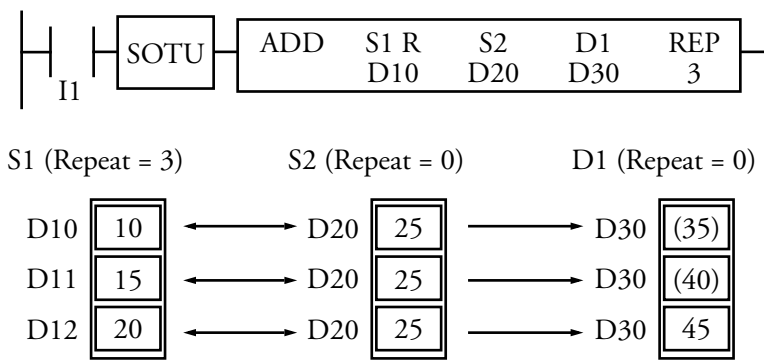 SOTU ADD S1 R S2 D1 REP
D10 D20 D30 3
I1
S1 (Repeat = 3) S2 (Repeat = 0) D1 (Repeat = 0)
D10 10 D20 25 D30 (35)
D11 15 D20 25 D30 (40)
D12 20 D20 25 D30 45